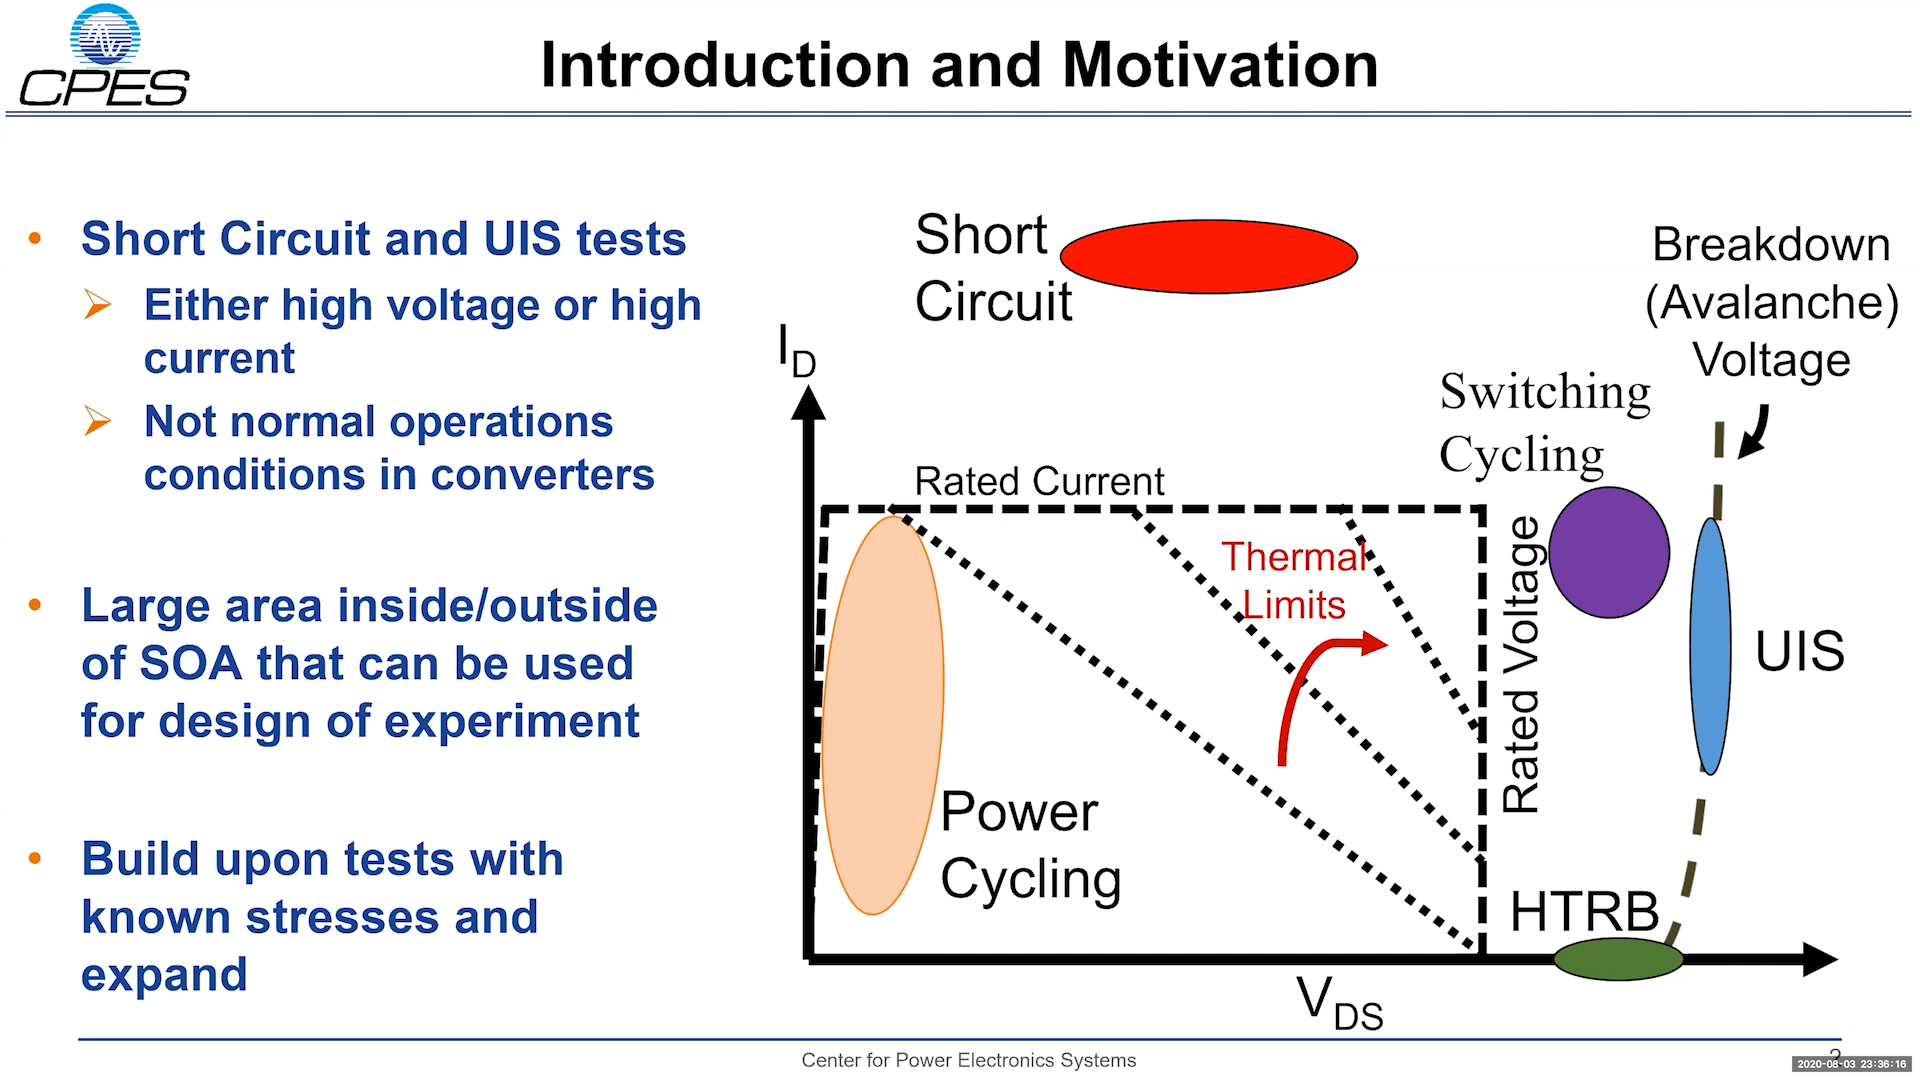 CPES
Introduction and Motivation
• Short Circuit and UIS tests
Either high voltage or high
current
Not normal operations
conditions in converters
• Large area inside/outside
of SOA that can be used
for design of experiment
• Build upon tests with
known stresses and
expand
Short
Circuit
Breakdown
(Avalanche)
Voltage
I_D
Switching
Cycling
Rated Current
Thermal
Limits
Rated Voltage
UIS
Power
Cycling
HTRB
V_DS
Center for Power Electronics Systems
2
2020-08-03 23:36:16